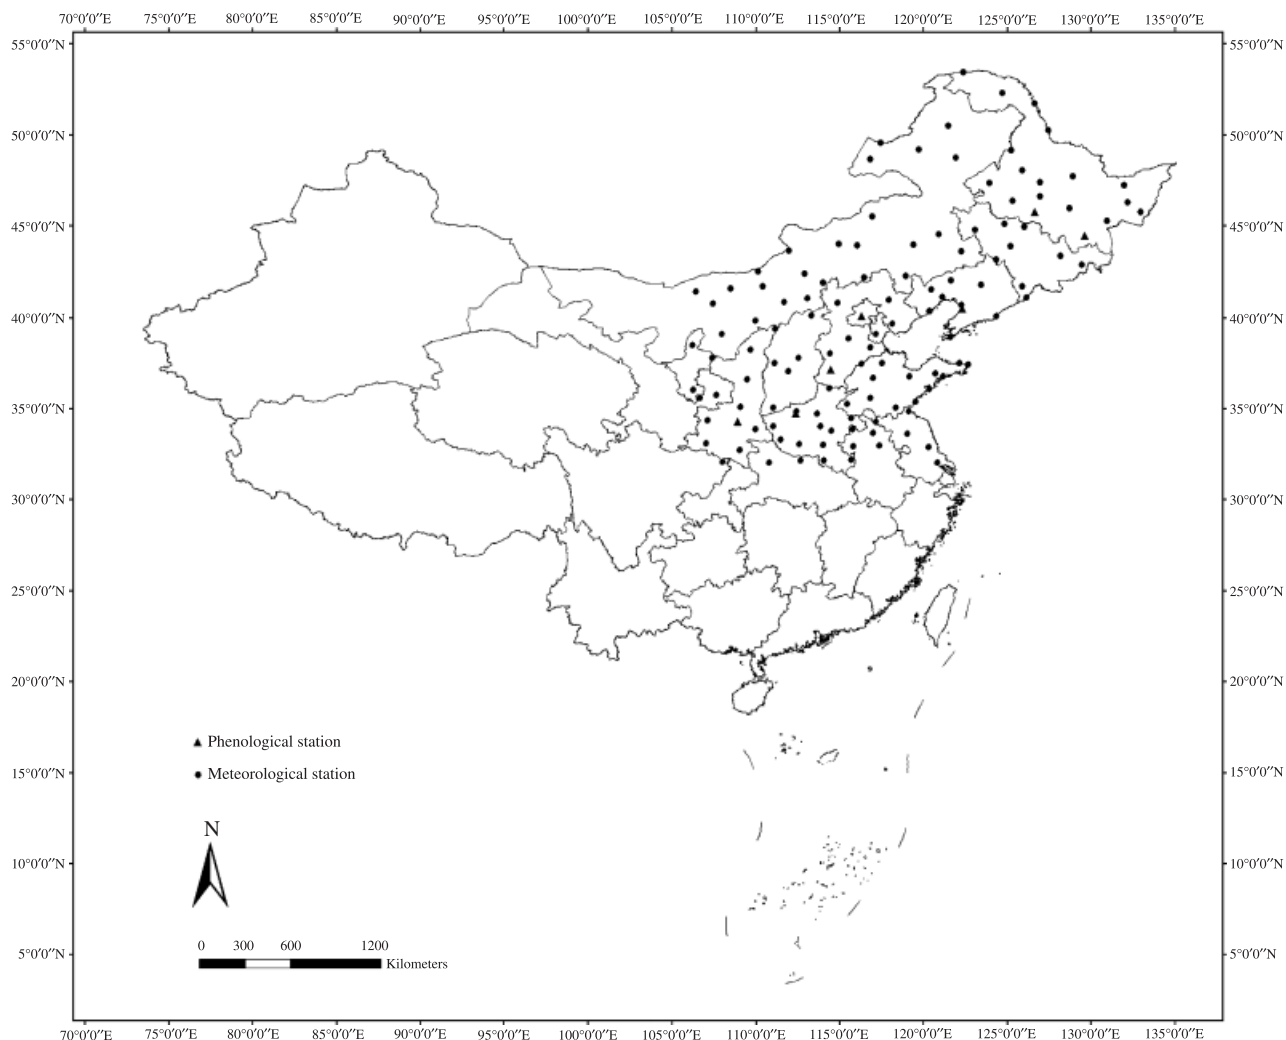 70°0′0″E 75°0′0″E 80°0′0″E 85°0′0″E 90°0′0″E 95°0′0″E 100°0′0″E 105°0′0″E 110°0′0″E 115°0′0″E 120°0′0″E 125°0′0″E 130°0′0″E 135°0′0″E
55°0′0″N 55°0′0″N
50°0′0″N 50°0′0″N
45°0′0″N 45°0′0″N
40°0′0″N 40°0′0″N
35°0′0″N 35°0′0″N
30°0′0″N 30°0′0″N
25°0′0″N 25°0′0″N
20°0′0″N 20°0′0″N
Phenological station
15°0′0″N 15°0′0″N
Meteorological station
N
10°0′0″N 10°0′0″N
5°0′0″N 5°0′0″N
0 300 600 1200
Kilometers
70°0′0″E 75°0′0″E 80°0′0″E 85°0′0″E 90°0′0″E 95°0′0″E 100°0′0″E 105°0′0″E 110°0′0″E 115°0′0″E 120°0′0″E 125°0′0″E 130°0′0″E 135°0′0″E